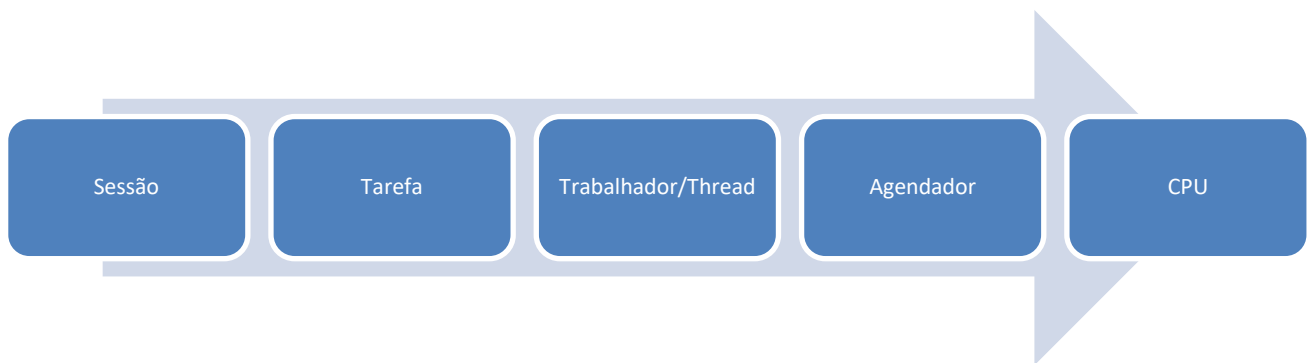 Sessão
Tarefa
Trabalhador/Thread
Agendador
CPU